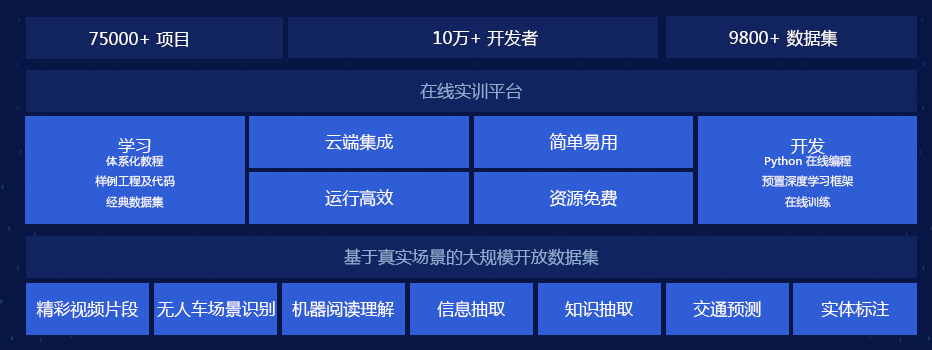 75000+ 项目
10万+ 开发者
9800+ 数据集
在线实训平台
学习
体系化教程
样例工程及代码
经典数据集
云端集成
简单易用
运行高效
资源免费
开发
Python 在线编程
预置深度学习框架
在线训练
基于真实场景的大规模开放数据集
精彩视频片段
无人车场景识别
机器阅读理解
信息抽取
知识抽取
交通预测
实体标注